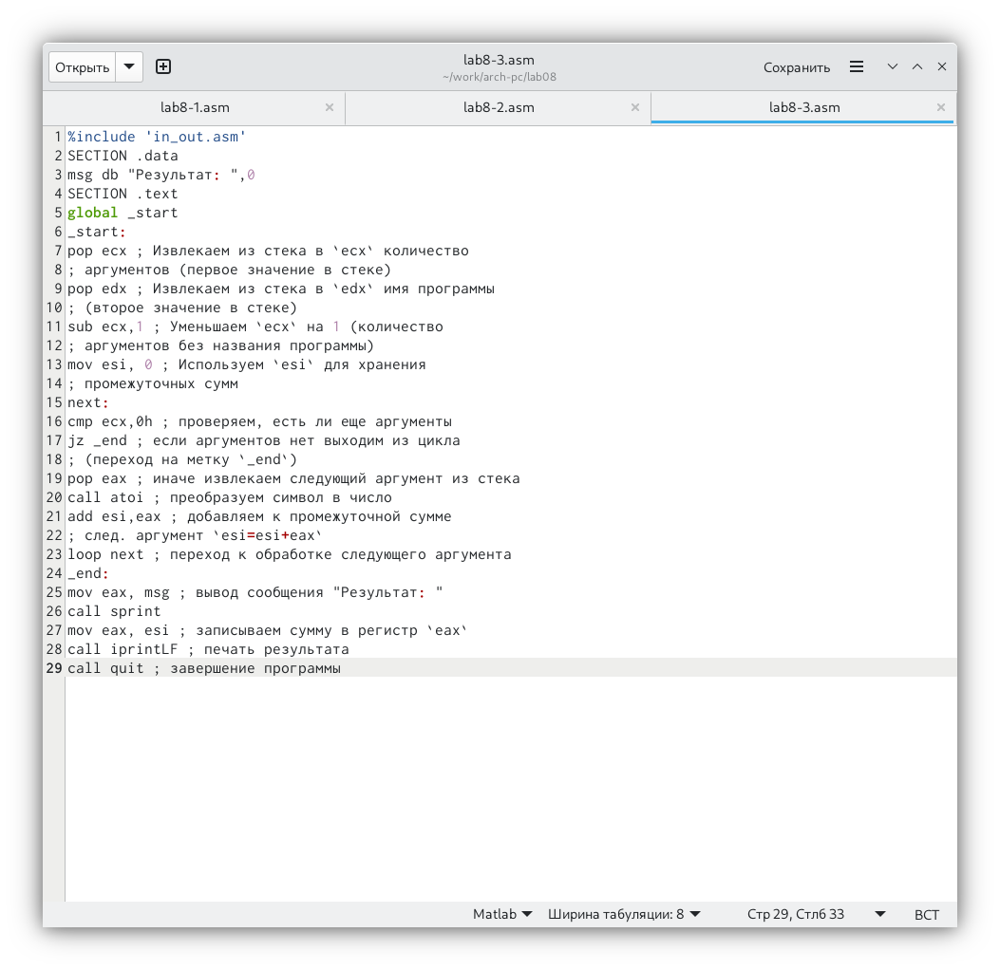 Открыть
lab8-3.asm
~/work/arch-pc/lab08
Сохранить
lab8-1.asm
lab8-2.asm
lab8-3.asm
1 %include 'in_out.asm'
2 SECTION .data
3 msg db "Результат: ",0
4 SECTION .text
5 global _start
6 _start:
7 pop ecx ; Извлекаем из стека в `ecx` количество
8 ; аргументов (первое значение в стеке)
9 pop edx ; Извлекаем из стека в `edx` имя программы
10 ; (второе значение в стеке)
11 sub ecx,1 ; Уменьшаем `ecx` на 1 (количество
12 ; аргументов без названия программы)
13 mov esi, 0 ; Используем `esi` для хранения
14 ; промежуточных сумм
15 next:
16 cmp ecx,0h ; проверяем, есть ли еще аргументы
17 jz _end ; если аргументов нет выходим из цикла
18 ; (переход на метку `_end`)
19 pop eax ; иначе извлекаем следующий аргумент из стека
20 call atoi ; преобразуем символ в число
21 add esi,eax ; добавляем к промежуточной сумме
22 ; след. аргумент `esi=esi+eax`
23 loop next ; переход к обработке следующего аргумента
24 _end:
25 mov eax, msg ; вывод сообщения "Результат: "
26 call sprint
27 mov eax, esi ; записываем сумму в регистр `eax`
28 call iprintLF ; печать результата
29 call quit ; завершение программы
Matlab
Ширина табуляции: 8
Стр 29, Стлб 33
ВСТ